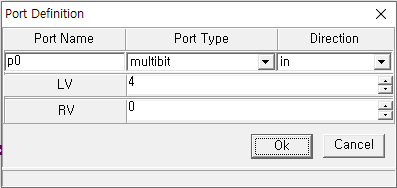 Port Definition
Port Name Port Type Direction
p0 multibit in
LV 4
RV 0
Ok Cancel